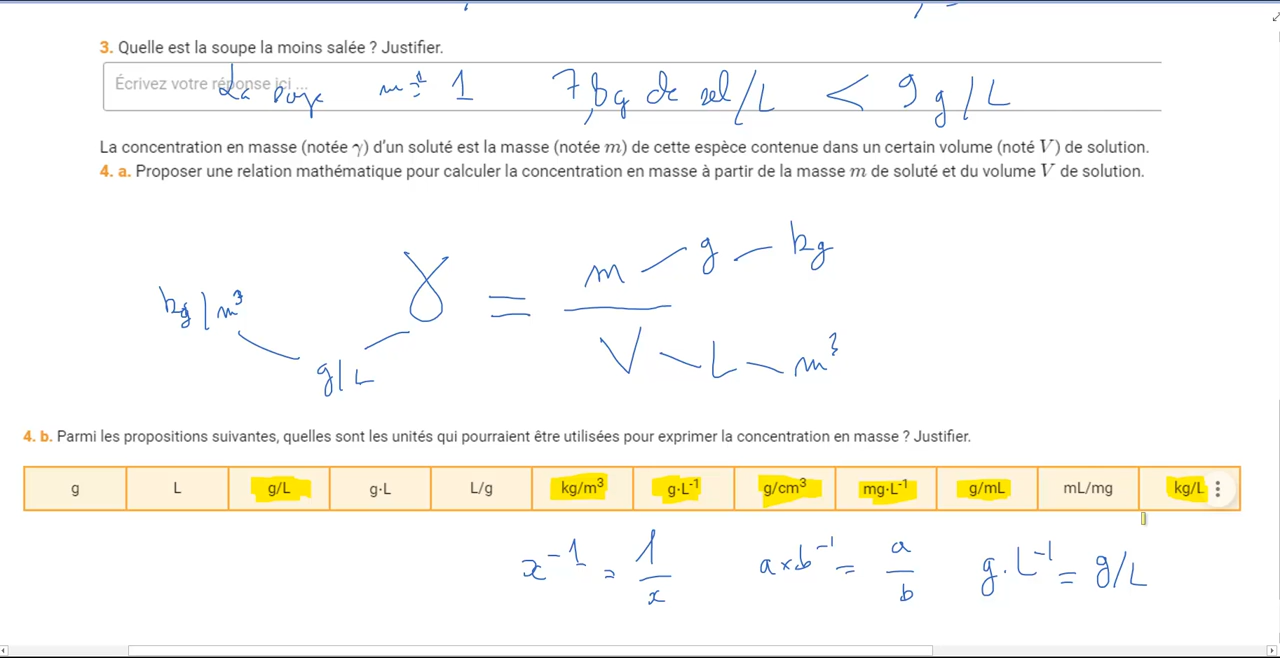 3. Quelle est la soupe la moins salée ? Justifier.
Écrivez votre réponse ici ...
La soupe n° 1 7,6g de sel/L < 9 g/L
La concentration en masse (notée γ) d'un soluté est la masse (notée m) de cette espèce contenue dans un certain volume (noté V) de solution.
4. a. Proposer une relation mathématique pour calculer la concentration en masse à partir de la masse m de soluté et du volume V de solution.
m g kg
kg/m³ γ =
V L m³
g/L
4. b. Parmi les propositions suivantes, quelles sont les unités qui pourraient être utilisées pour exprimer la concentration en masse ? Justifier.
g L g/L g·L L/g kg/m³ g·L⁻¹ g/cm³ mg·L⁻¹ g/mL mL/mg kg/L
x⁻¹ = 1/x a×b⁻¹ = a/b g·L⁻¹ = g/L